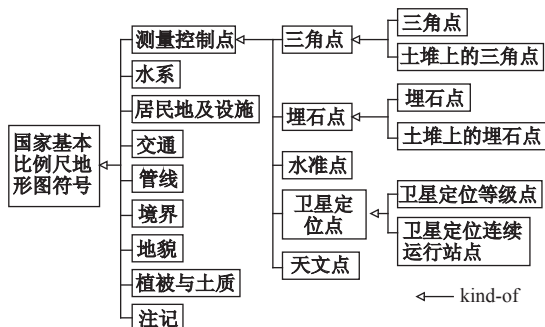 国家基本
比例尺地
形图符号
测量控制点
水系
居民地及设施
交通
管线
境界
地貌
植被与土质
注记
三角点
埋石点
水准点
卫星定
位点
天文点
三角点
土堆上的三角点
埋石点
土堆上的埋石点
卫星定位等级点
卫星定位连续
运行站点
kind-of